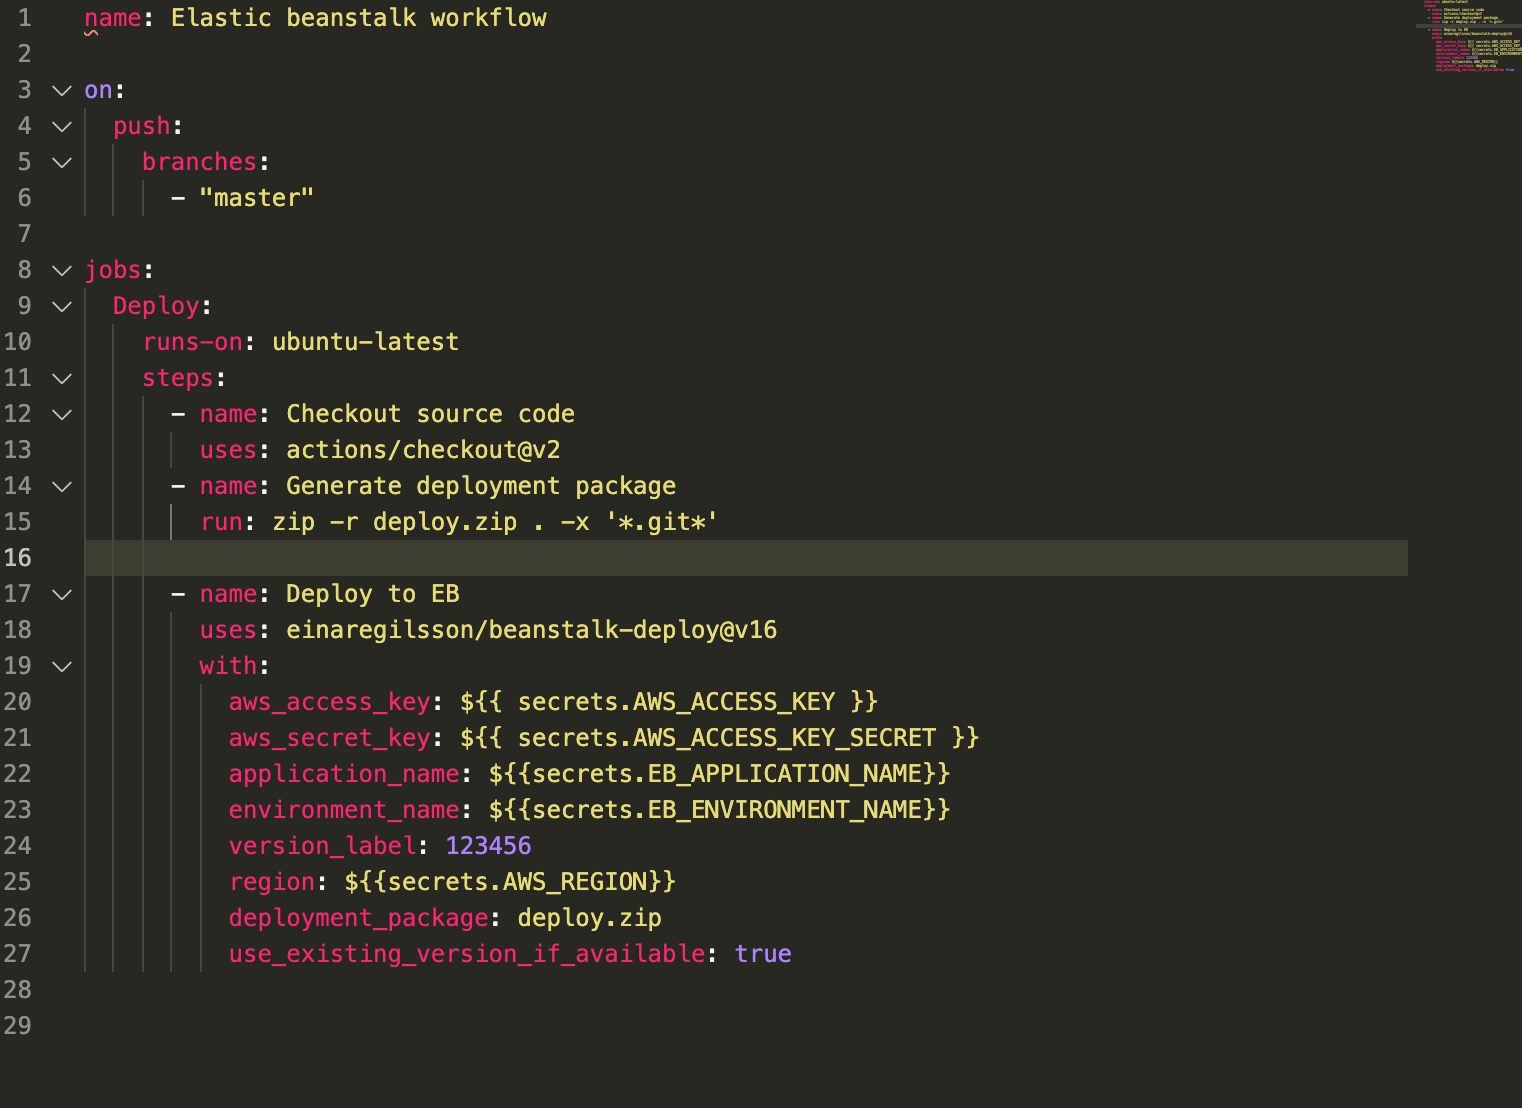 1 name: Elastic beanstalk workflow
2
3 on:
4   push:
5     branches:
6       - "master"
7
8 jobs:
9   Deploy:
10     runs-on: ubuntu-latest
11     steps:
12       - name: Checkout source code
13         uses: actions/checkout@v2
14       - name: Generate deployment package
15         run: zip -r deploy.zip . -x '*.git*'
16
17       - name: Deploy to EB
18         uses: einaregilsson/beanstalk-deploy@v16
19         with:
20           aws_access_key: ${{ secrets.AWS_ACCESS_KEY }}
21           aws_secret_key: ${{ secrets.AWS_ACCESS_KEY_SECRET }}
22           application_name: ${{secrets.EB_APPLICATION_NAME}}
23           environment_name: ${{secrets.EB_ENVIRONMENT_NAME}}
24           version_label: 123456
25           region: ${{secrets.AWS_REGION}}
26           deployment_package: deploy.zip
27           use_existing_version_if_available: true
28
29